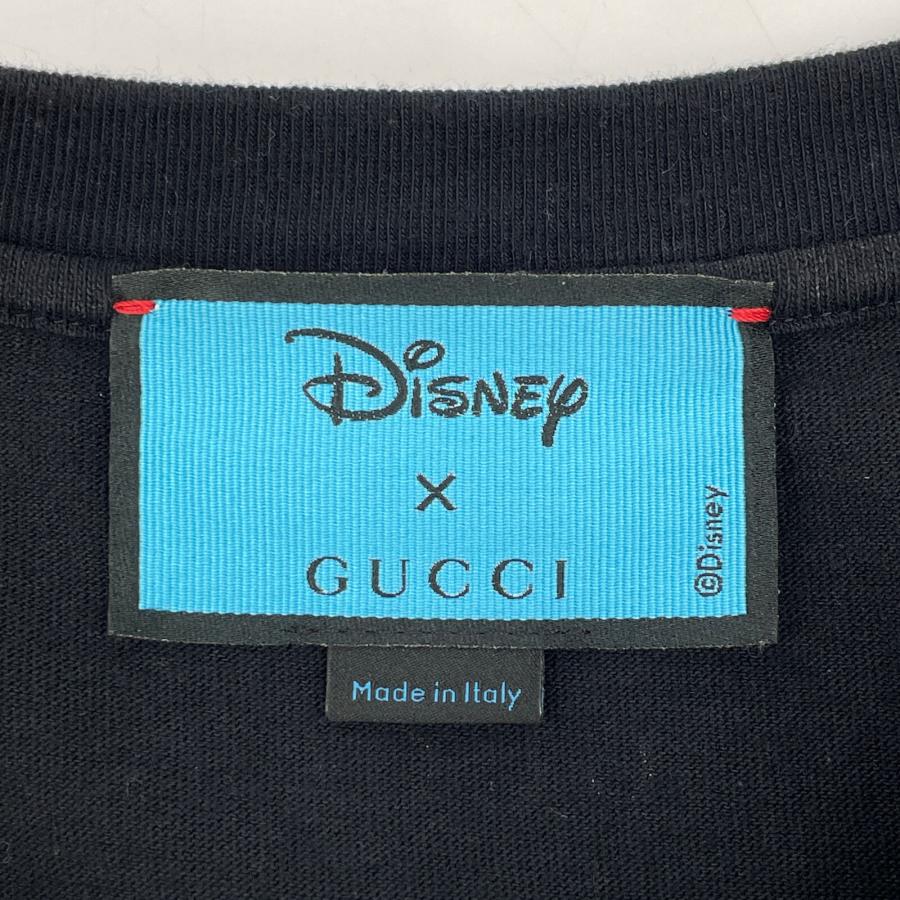 Disney
×
GUCCI
©Disney
Made in Italy